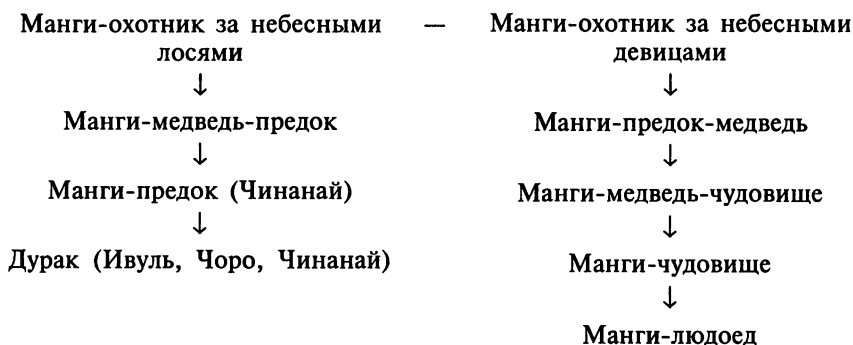 Манги-охотник за небесными лосями — Манги-охотник за небесными девицами
↓ ↓
Манги-медведь-предок Манги-предок-медведь
↓ ↓
Манги-предок (Чинанай) Манги-медведь-чудовище
↓ ↓
Дурак (Ивуль, Чоро, Чинанай) Манги-чудовище
↓
Манги-людоед